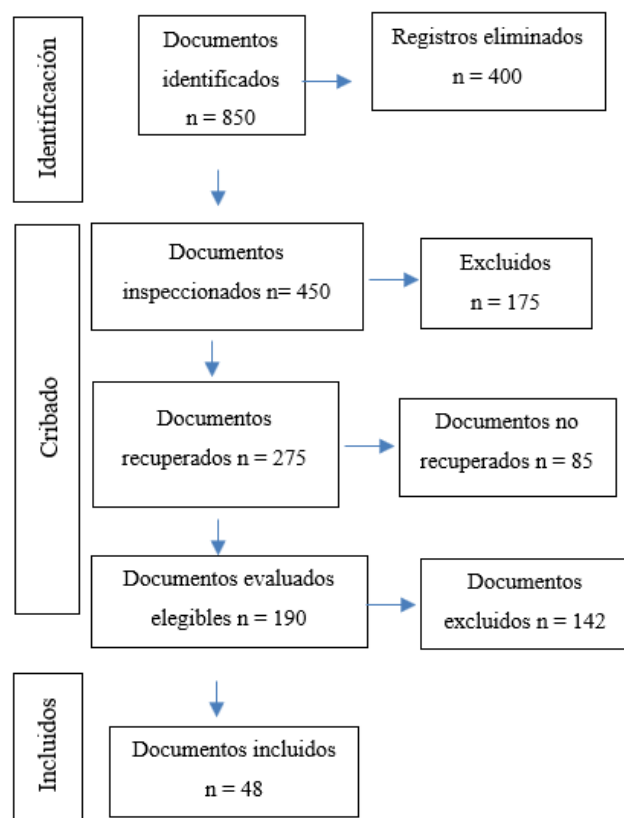 Identificación
Documentos
identificados
n = 850
Registros eliminados
n = 400
Cribado
Documentos
inspeccionados n= 450
Excluidos
n = 175
Documentos
recuperados n = 275
Documentos no
recuperados n = 85
Documentos evaluados
elegibles n = 190
Documentos
excluidos n = 142
Incluidos
Documentos incluidos
n = 48